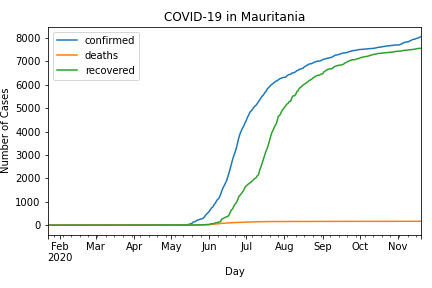 COVID-19 in Mauritania
confirmed
deaths
recovered
Number of Cases
8000
7000
6000
5000
4000
3000
2000
1000
0
Feb Mar Apr May Jun Jul Aug Sep Oct Nov
2020
Day